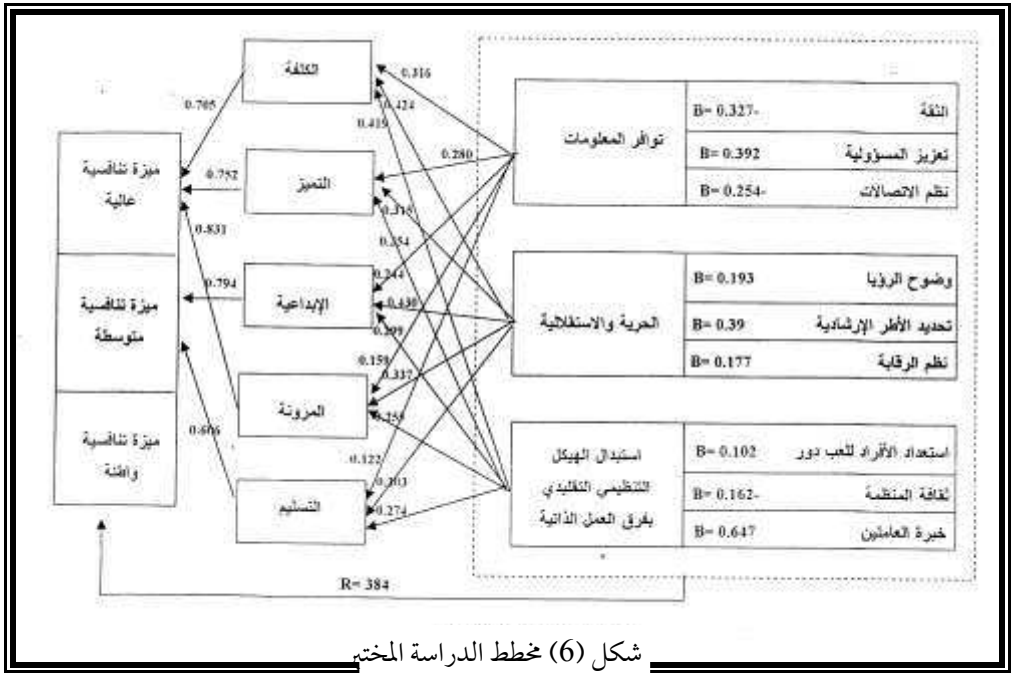 الكلفة
0.705
0.316
0.424
0.419
توافر المعلومات
B= 0.327-
الثقة
B= 0.392
تعزيز المسؤولية
B= 0.254-
نظم الاتصالات
ميزة تنافسية
عالية
0.752
التميز
0.280
0.315
0.254
0.831
0.794
الإبداعية
0.244
0.430
0.299
ميزة تنافسية
متوسطة
الحرية والاستقلالية
B= 0.193
وضوح الرؤيا
B= 0.39
تحديد الأطر الإرشادية
B= 0.177
نظم الرقابة
0.159
0.337
0.255
المرونة
ميزة تنافسية
واطئة
0.606
0.122
0.303
0.274
التسليم
استبدال الهيكل
التنظيمي التقليدي
بفرق العمل الذاتية
B= 0.102
استعداد الأفراد للعب دور
B= 0.162-
ثقافة المنظمة
B= 0.647
خبرة العاملين
R= 384
شكل (6) مخطط الدراسة المختبر